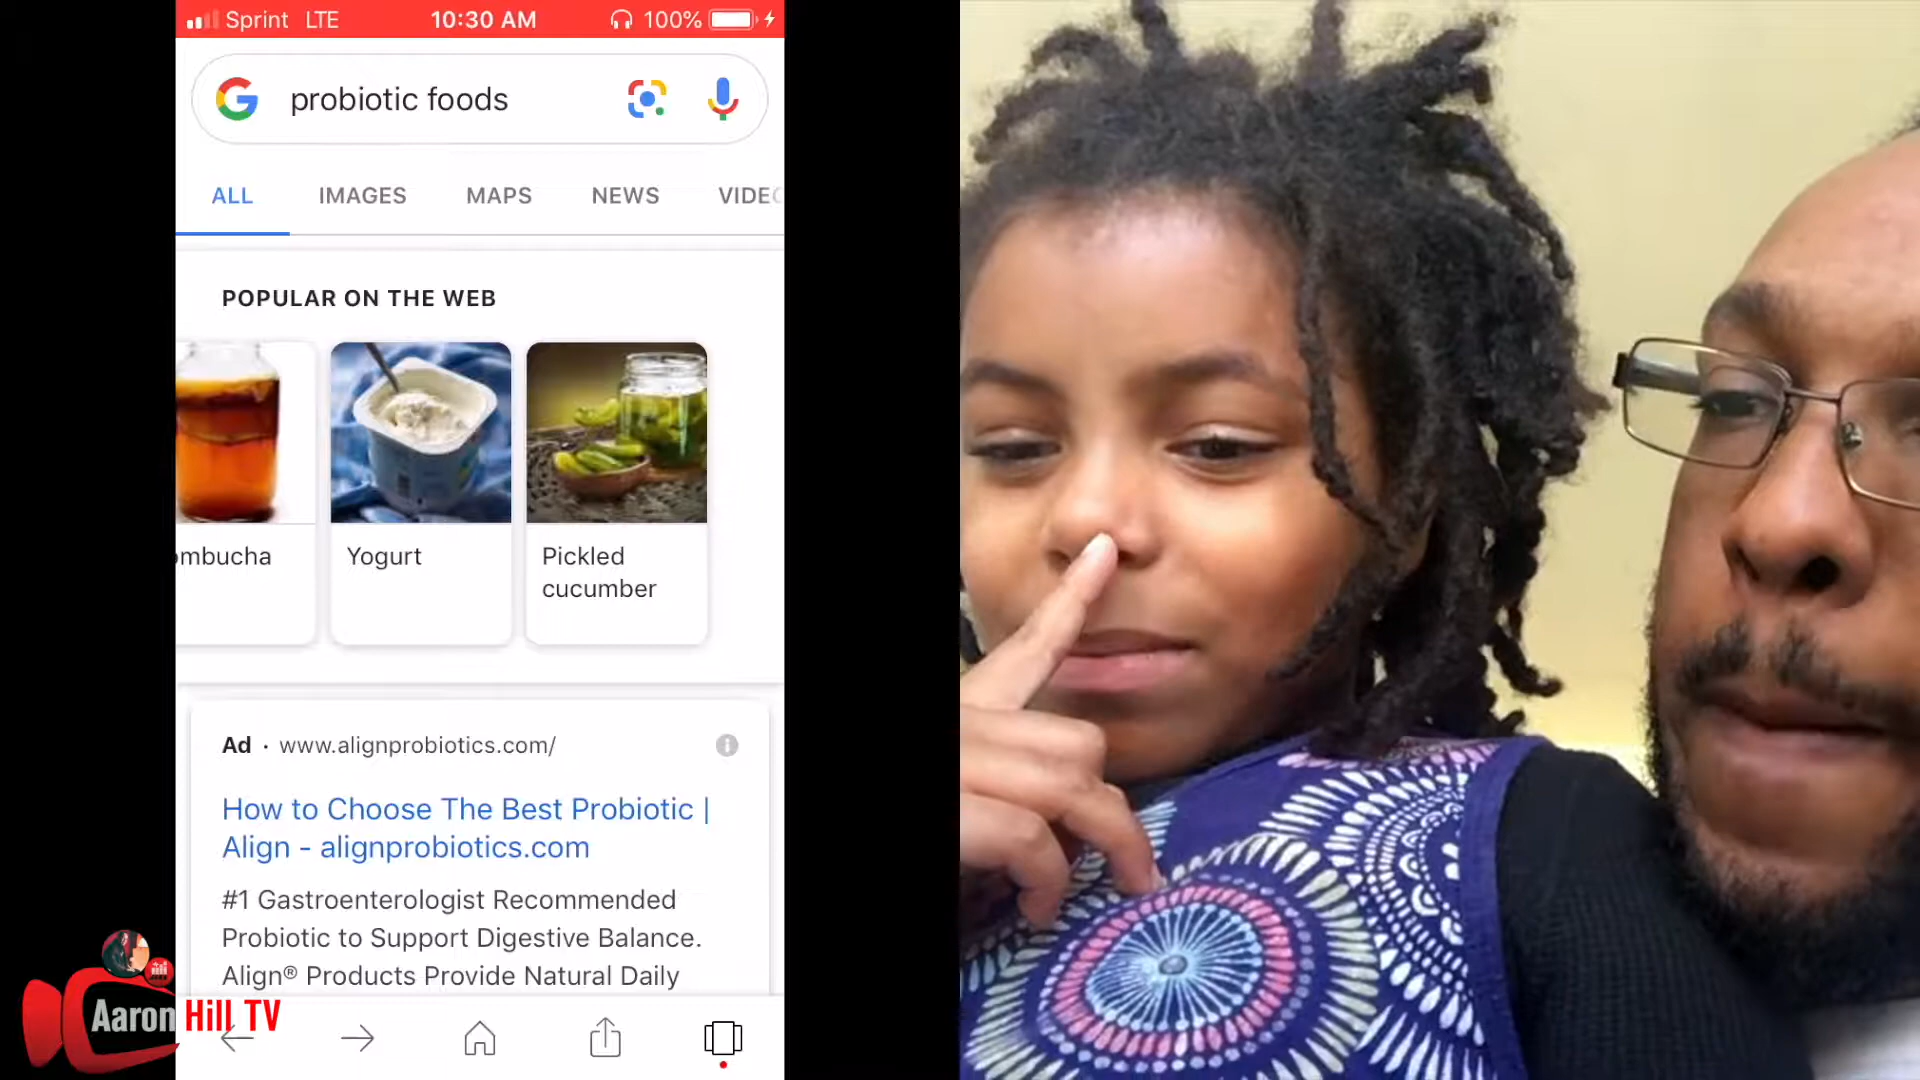 Sprint LTE 10:30 AM 100%
probiotic foods
ALL IMAGES MAPS NEWS VIDEO
POPULAR ON THE WEB
ombucha
Yogurt
Pickled
cucumber
Ad · www.alignprobiotics.com/
How to Choose The Best Probiotic |
Align - alignprobiotics.com
#1 Gastroenterologist Recommended
Probiotic to Support Digestive Balance.
Align® Products Provide Natural Daily
Aaron Hill TV